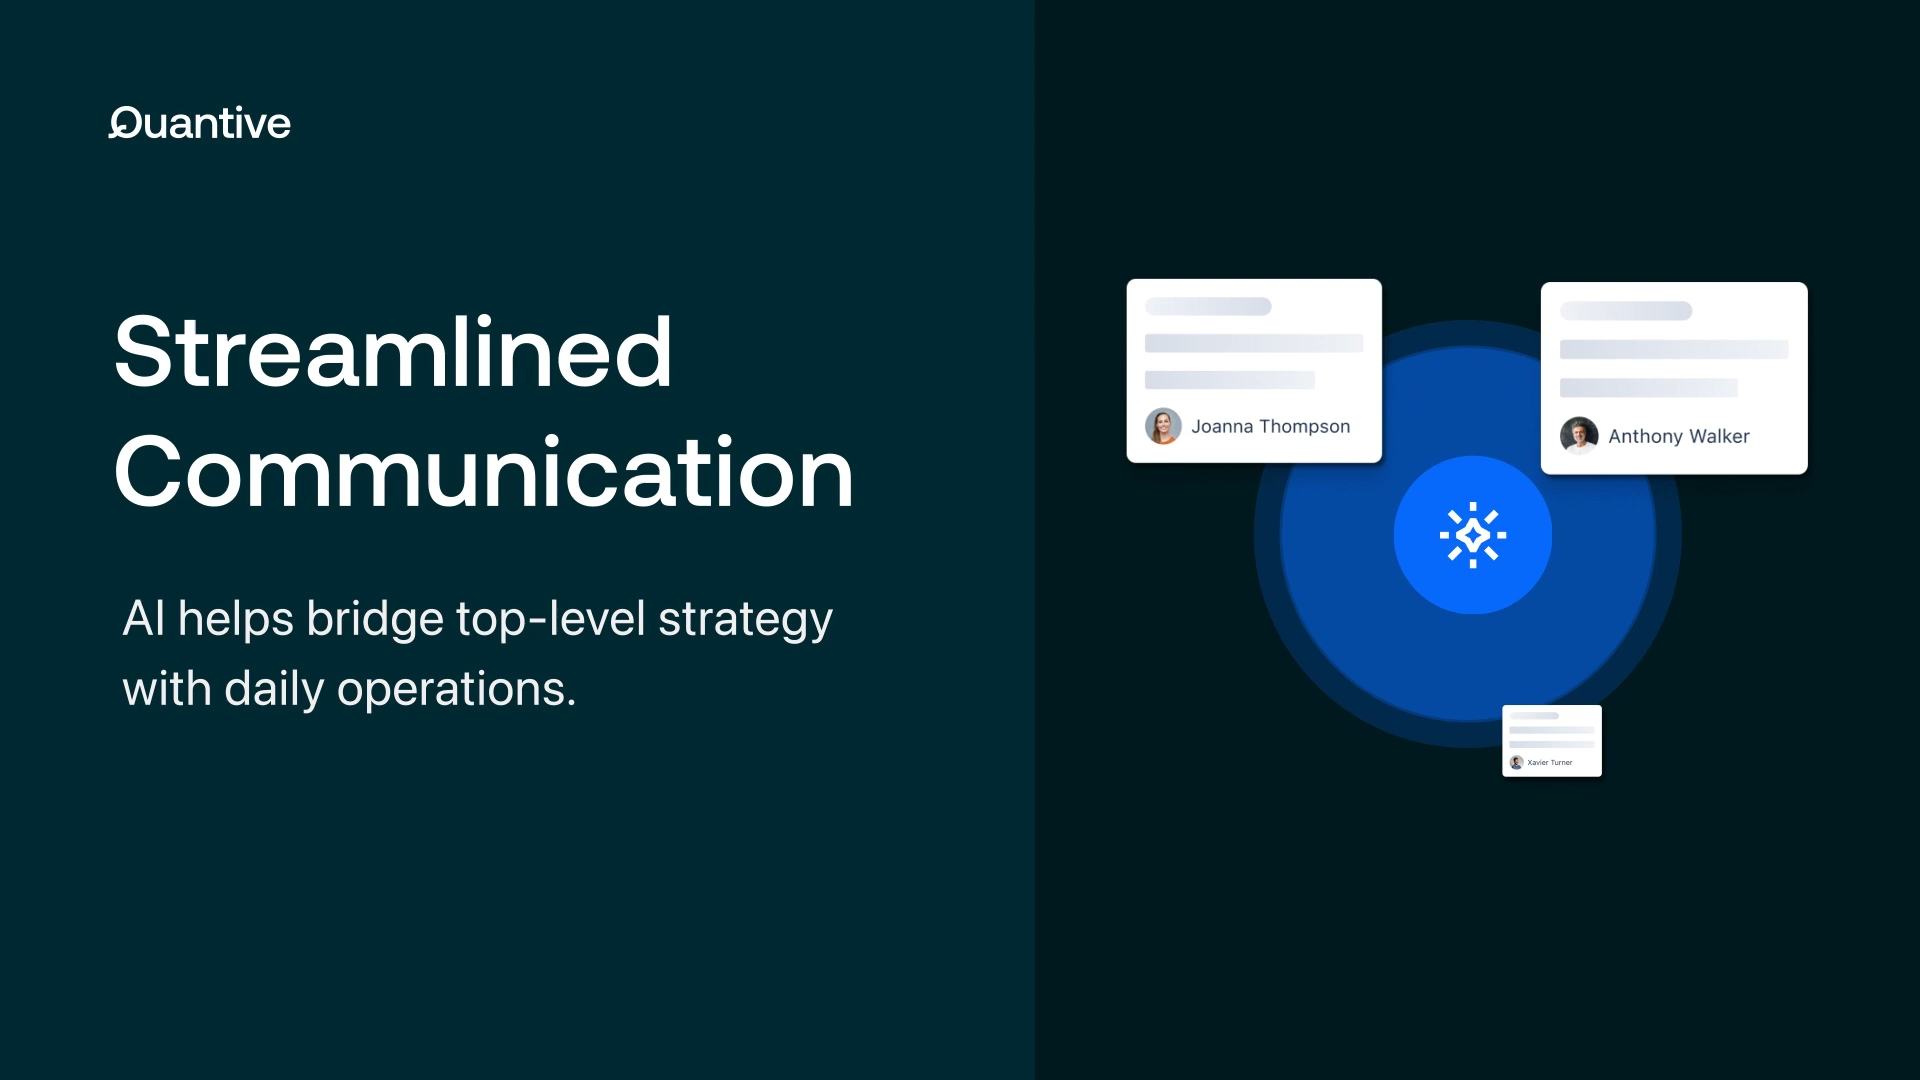 Quantive
Streamlined
Communication
AI helps bridge top-level strategy
with daily operations.
Joanna Thompson
Anthony Walker
Xavier Turner